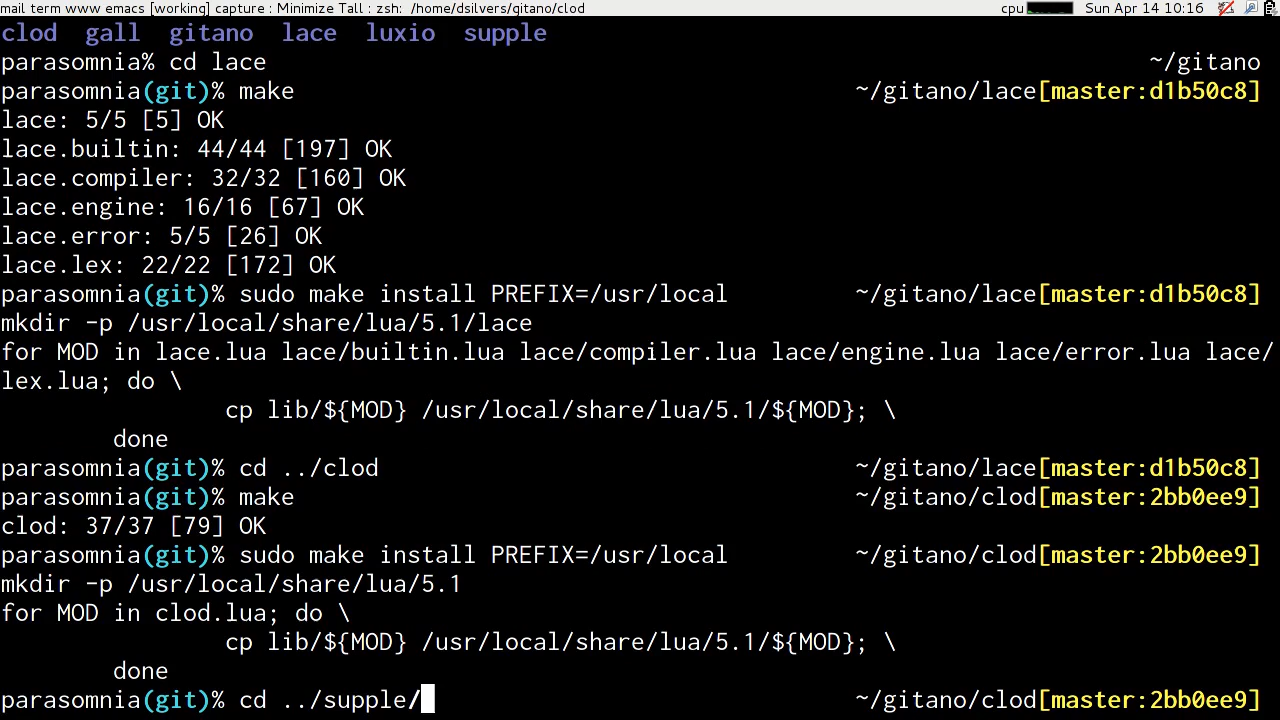 mail term www emacs [working] capture : Minimize Tall : zsh: /home/dsilvers/gitano/clod cpu Sun Apr 14 10:16
clod gall gitano lace luxio supple
parasomnia% cd lace ~/gitano
parasomnia(git)% make ~/gitano/lace[master:d1b50c8]
lace: 5/5 [5] OK
lace.builtin: 44/44 [197] OK
lace.compiler: 32/32 [160] OK
lace.engine: 16/16 [67] OK
lace.error: 5/5 [26] OK
lace.lex: 22/22 [172] OK
parasomnia(git)% sudo make install PREFIX=/usr/local ~/gitano/lace[master:d1b50c8]
mkdir -p /usr/local/share/lua/5.1/lace
for MOD in lace.lua lace/builtin.lua lace/compiler.lua lace/engine.lua lace/error.lua lace/
lex.lua; do \
cp lib/${MOD} /usr/local/share/lua/5.1/${MOD}; \
done
parasomnia(git)% cd ../clod ~/gitano/lace[master:d1b50c8]
parasomnia(git)% make ~/gitano/clod[master:2bb0ee9]
clod: 37/37 [79] OK
parasomnia(git)% sudo make install PREFIX=/usr/local ~/gitano/clod[master:2bb0ee9]
mkdir -p /usr/local/share/lua/5.1
for MOD in clod.lua; do \
cp lib/${MOD} /usr/local/share/lua/5.1/${MOD}; \
done
parasomnia(git)% cd ../supple/ ~/gitano/clod[master:2bb0ee9]